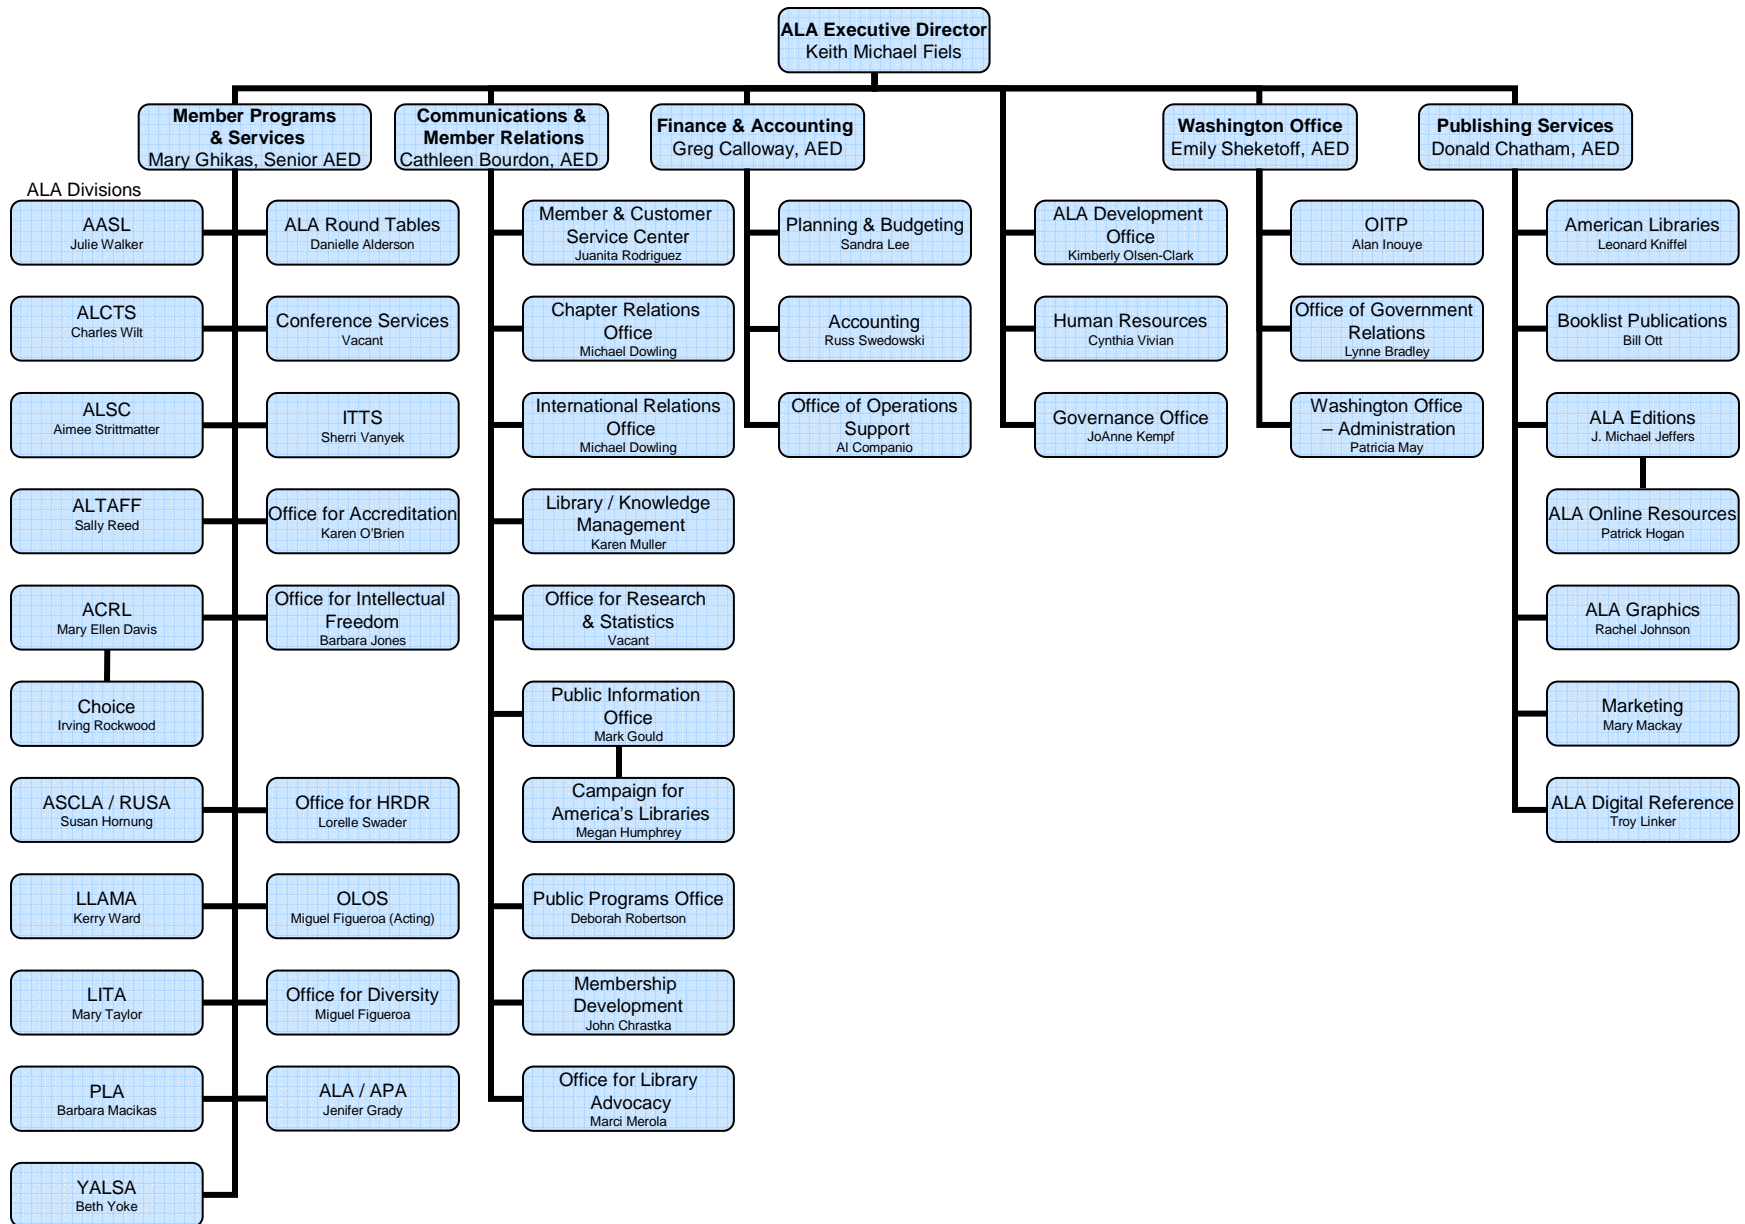 ALA Executive Director
Keith Michael Fiels
Member Programs
& Services
Mary Ghikas, Senior AED
Communications &
Member Relations
Cathleen Bourdon, AED
Finance & Accounting
Greg Calloway, AED
Washington Office
Emily Sheketoff, AED
Publishing Services
Donald Chatham, AED
ALA Divisions
AASL
Julie Walker
ALCTS
Charles Wilt
ALSC
Aimee Strittmatter
ALTAFF
Sally Reed
ACRL
Mary Ellen Davis
Choice
Irving Rockwood
ASCLA / RUSA
Susan Hornung
LLAMA
Kerry Ward
LITA
Mary Taylor
PLA
Barbara Macikas
YALSA
Beth Yoke
ALA Round Tables
Danielle Alderson
Conference Services
Vacant
ITTS
Sherri Vanyek
Office for Accreditation
Karen O’Brien
Office for Intellectual
Freedom
Barbara Jones
Office for HRDR
Lorelle Swader
OLOS
Miguel Figueroa (Acting)
Office for Diversity
Miguel Figueroa
ALA / APA
Jenifer Grady
Member & Customer
Service Center
Juanita Rodriguez
Chapter Relations
Office
Michael Dowling
International Relations
Office
Michael Dowling
Library / Knowledge
Management
Karen Muller
Office for Research
& Statistics
Vacant
Public Information
Office
Mark Gould
Campaign for
America’s Libraries
Megan Humphrey
Public Programs Office
Deborah Robertson
Membership
Development
John Chrastka
Office for Library
Advocacy
Marci Merola
Planning & Budgeting
Sandra Lee
Accounting
Russ Swedowski
Office of Operations
Support
Al Companio
ALA Development
Office
Kimberly Olsen-Clark
Human Resources
Cynthia Vivian
Governance Office
JoAnne Kempf
OITP
Alan Inouye
Office of Government
Relations
Lynne Bradley
Washington Office
– Administration
Patricia May
American Libraries
Leonard Kniffel
Booklist Publications
Bill Ott
ALA Editions
J. Michael Jeffers
ALA Online Resources
Patrick Hogan
ALA Graphics
Rachel Johnson
Marketing
Mary Mackay
ALA Digital Reference
Troy Linker